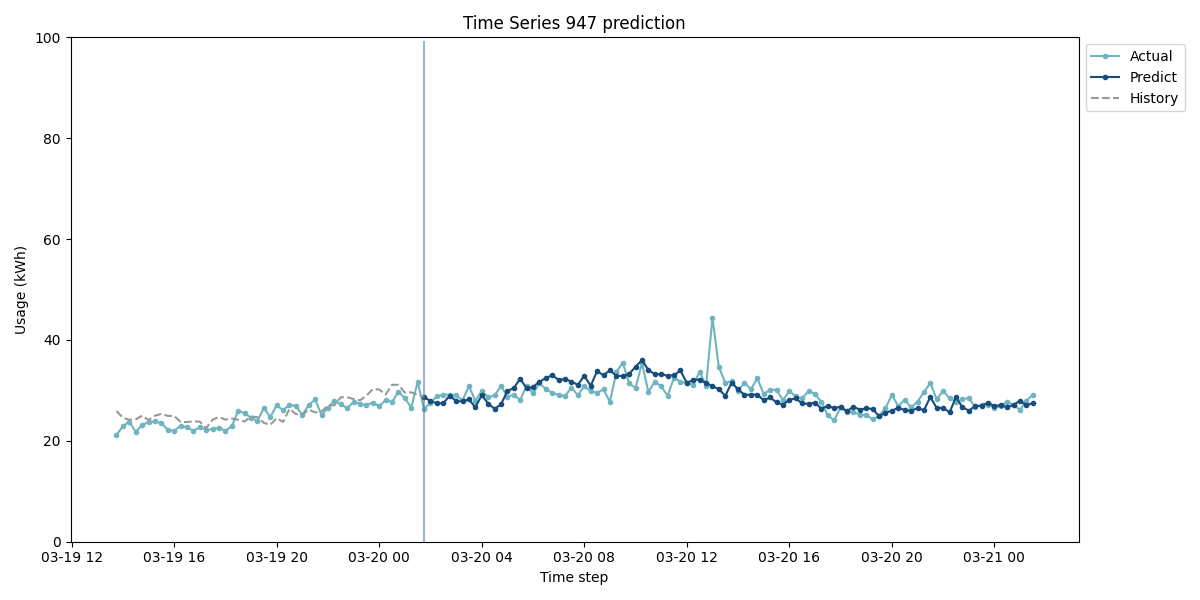 Time Series 947 prediction
100
80
60
40
20
0
Usage (kWh)
03-19 12 03-19 16 03-19 20 03-20 00 03-20 04 03-20 08 03-20 12 03-20 16 03-20 20 03-21 00
Time step
Actual
Predict
History